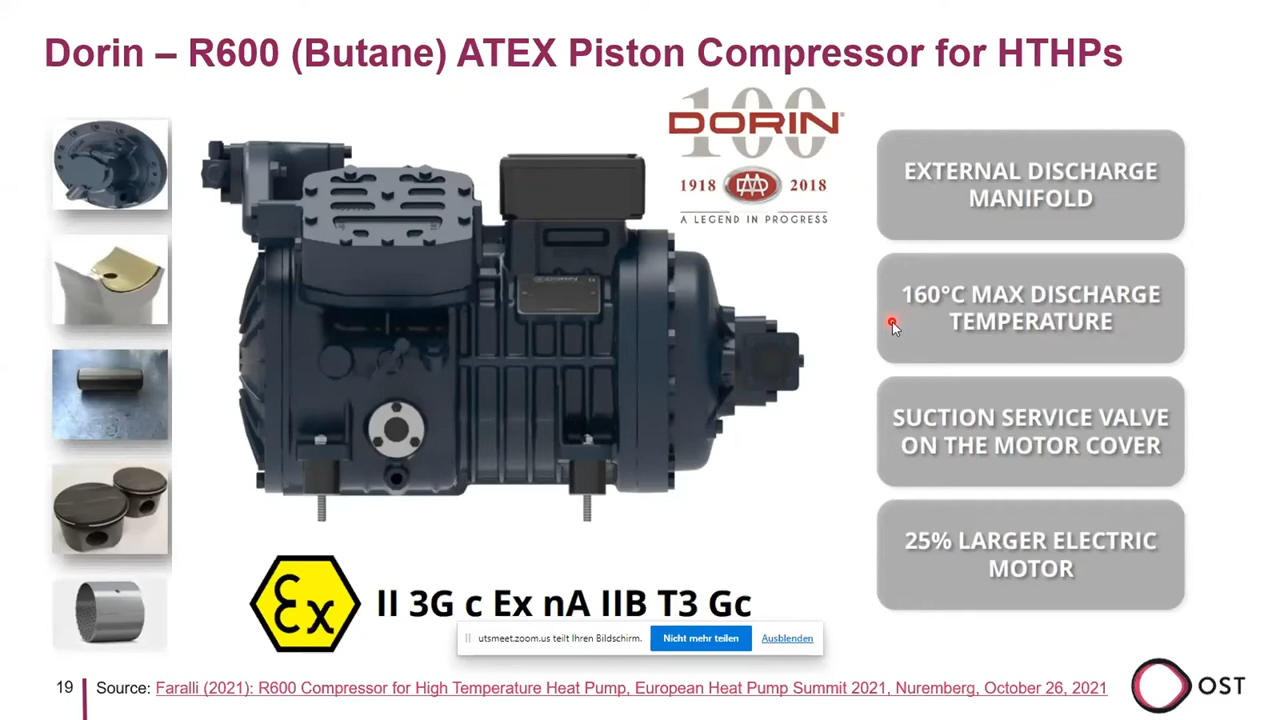 Dorin – R600 (Butane) ATEX Piston Compressor for HTHPs
100
DORIN®
1918 2018
A LEGEND IN PROGRESS
EXTERNAL DISCHARGE
MANIFOLD
160°C MAX DISCHARGE
TEMPERATURE
SUCTION SERVICE VALVE
ON THE MOTOR COVER
25% LARGER ELECTRIC
MOTOR
DORIN
Ex
II 3G c Ex nA IIB T3 Gc
utsmeet.zoom.us teilt Ihren Bildschirm.
Nicht mehr teilen
Ausblenden
19
Source: Faralli (2021): R600 Compressor for High Temperature Heat Pump, European Heat Pump Summit 2021, Nuremberg, October 26, 2021
OST